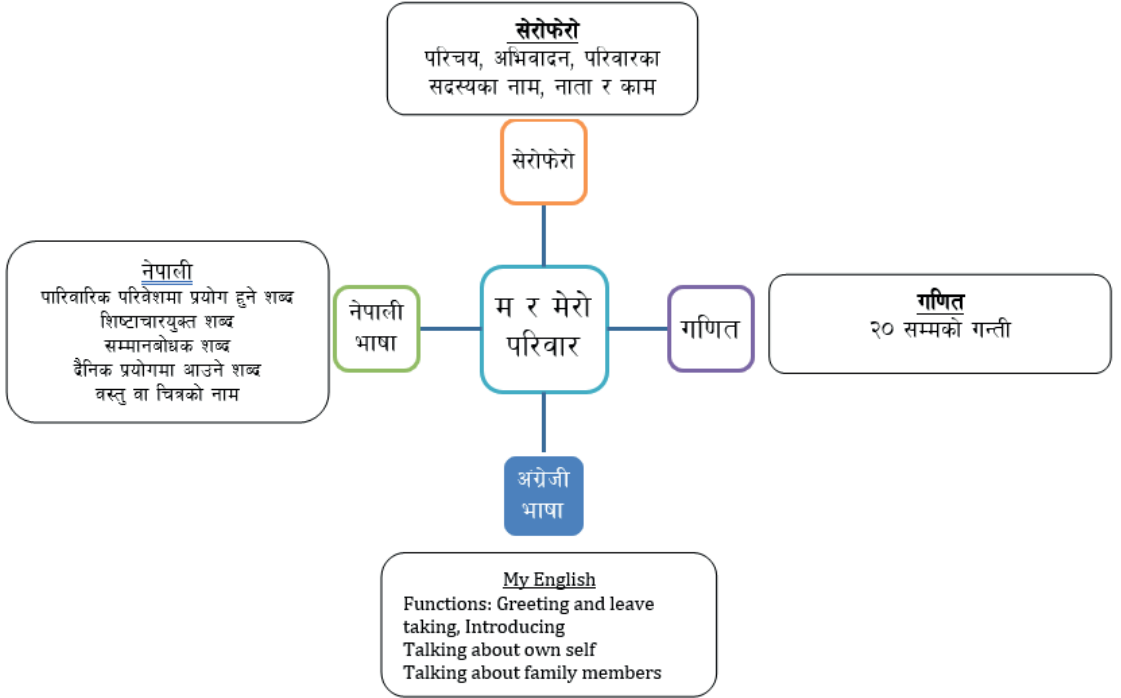 सेरोफेरो
परिचय, अभिवादन, परिवारका
सदस्यका नाम, नाता र काम
सेरोफेरो
नेपाली
पारिवारिक परिवेशमा प्रयोग हुने शब्द
शिष्टाचारयुक्त शब्द
सम्मानबोधक शब्द
दैनिक प्रयोगमा आउने शब्द
वस्तु वा चित्रको नाम
नेपाली
भाषा
म र मेरो
परिवार
गणित
गणित
२० सम्मको गन्ती
अंग्रेजी
भाषा
My English
Functions: Greeting and leave
taking, Introducing
Talking about own self
Talking about family members